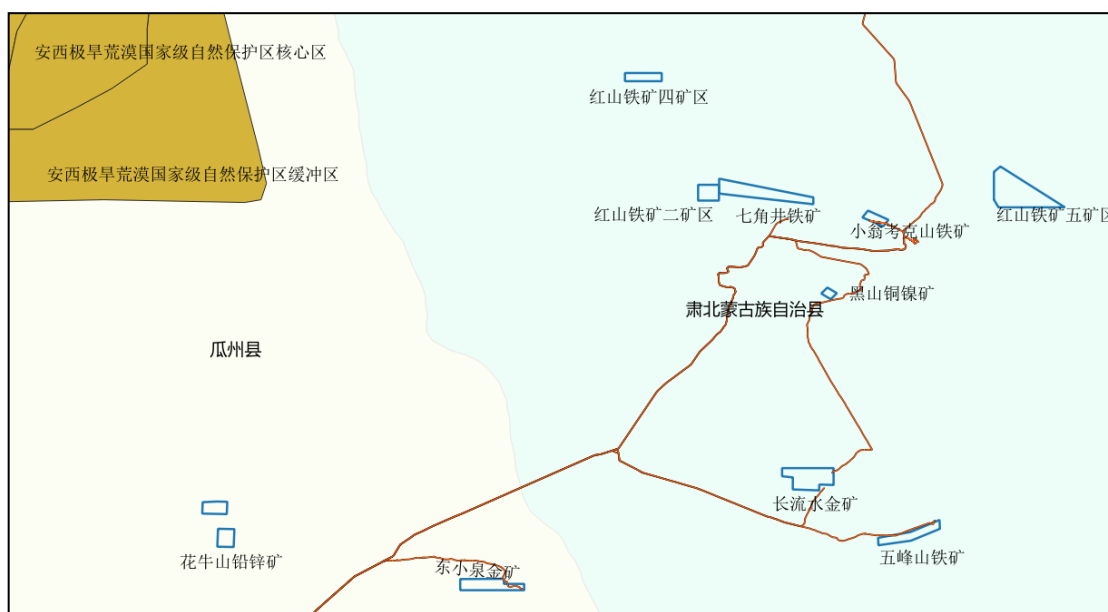 安西极旱荒漠国家级自然保护区核心区
红山铁矿四矿区
安西极旱荒漠国家级自然保护区缓冲区
红山铁矿二矿区
七角井铁矿
红山铁矿五矿区
小翁考克山铁矿
黑山铜镍矿
肃北蒙古族自治县
瓜州县
长流水金矿
花牛山铅锌矿
五峰山铁矿
东小泉金矿